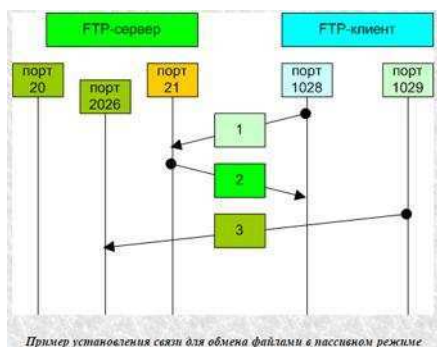 FTP-сервер
FTP-клиент
порт
20
порт
2026
порт
21
порт
1028
порт
1029
1
2
3
Пример установления связи для обмена файлами в пассивном режиме